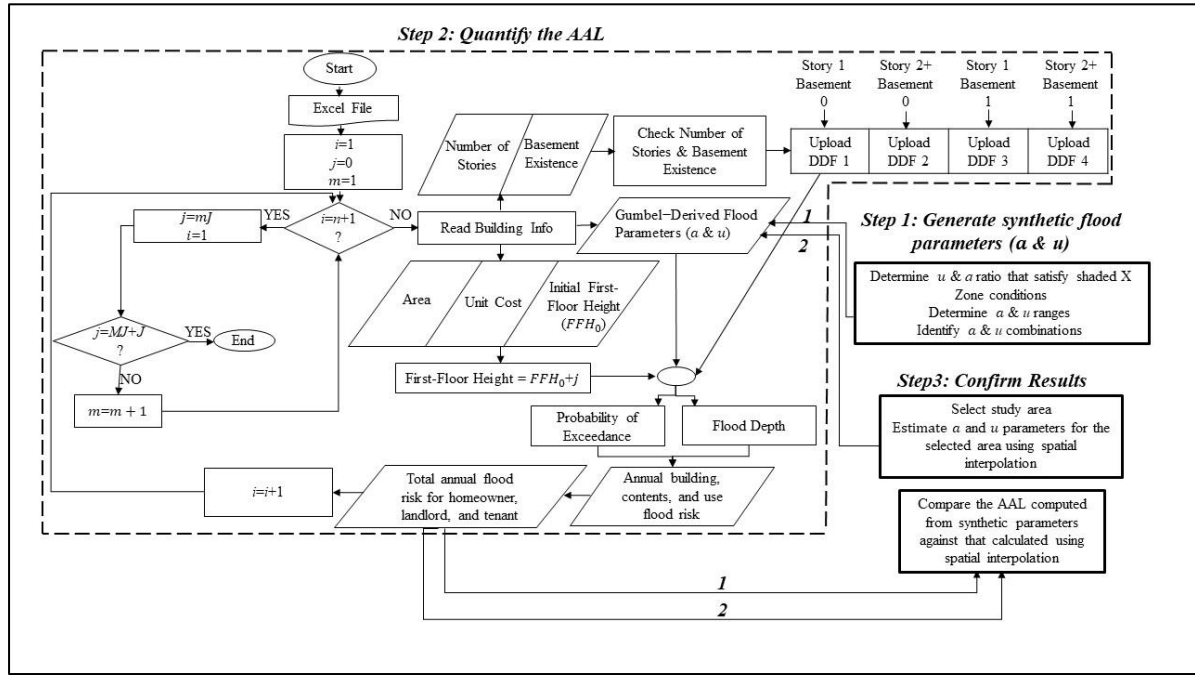 Step 2: Quantify the AAL
Start
Excel File
i=1
j=0
m=1
i=n+1
?
YES
NO
j=mJ
i=1
j=MJ+J
?
YES
End
NO
m=m + 1
Read Building Info
Number of
Stories
Basement
Existence
Check Number of
Stories & Basement
Existence
Story 1
Basement
0
Story 2+
Basement
0
Story 1
Basement
1
Story 2+
Basement
1
Upload
DDF 1
Upload
DDF 2
Upload
DDF 3
Upload
DDF 4
Gumbel−Derived Flood
Parameters (a & u)
1
2
Area
Unit Cost
Initial First-
Floor Height
(FFH₀)
First-Floor Height = FFH₀+j
Probability of
Exceedance
Flood Depth
Annual building,
contents, and use
flood risk
Total annual flood
risk for homeowner,
landlord, and tenant
i=i+1
Step 1: Generate synthetic flood
parameters (a & u)
Determine u & a ratio that satisfy shaded X
Zone conditions
Determine a & u ranges
Identify a & u combinations
Step3: Confirm Results
Select study area
Estimate a and u parameters for the
selected area using spatial
interpolation
Compare the AAL computed
from synthetic parameters
against that calculated using
spatial interpolation
1
2